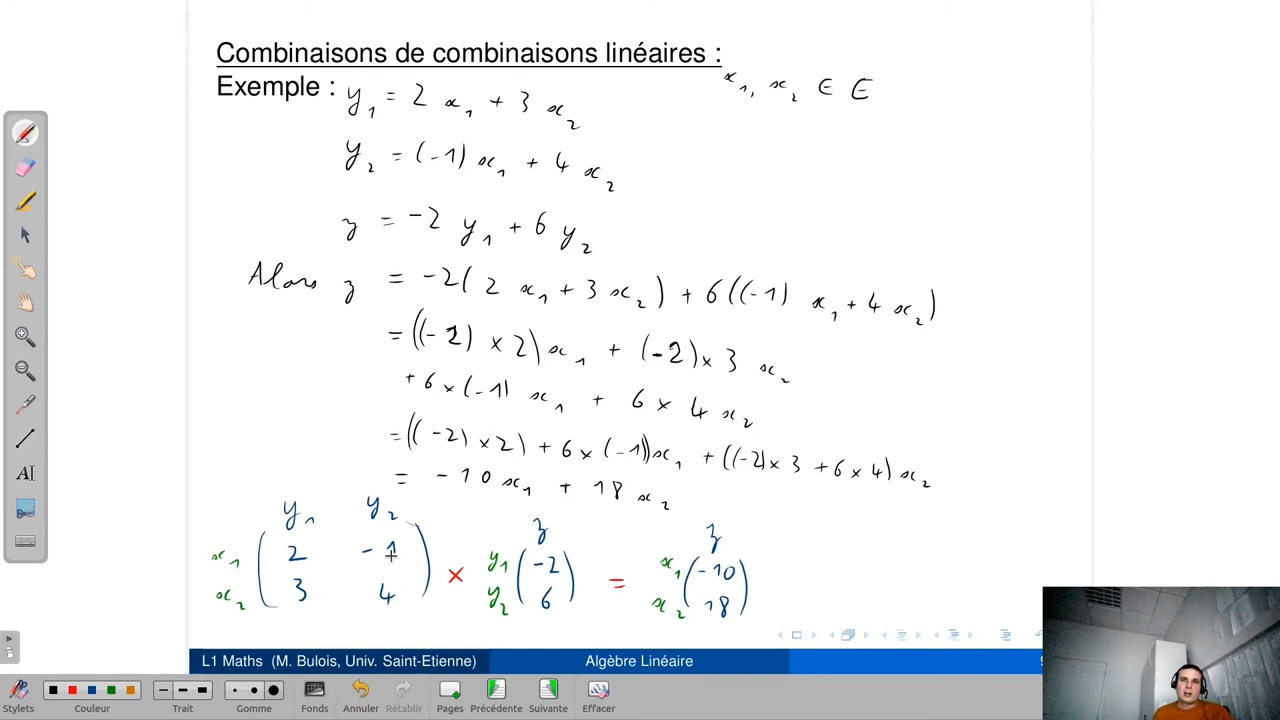 Combinaisons de combinaisons linéaires :
x₁, x₂ ∈ E
Exemple : y₁ = 2 x₁ + 3 x₂
y₂ = (-1) x₁ + 4 x₂
z = -2 y₁ + 6 y₂
Alors z = -2( 2 x₁ + 3 x₂) + 6((-1) x₁ + 4 x₂)
= ((-2) × 2) x₁ + (-2) × 3 x₂
+ 6 × (-1) x₁ + 6 × 4 x₂
= ((-2) × 2) + 6 × (-1)) x₁ + ((-2) × 3 + 6 × 4) x₂
= -10 x₁ + 18 x₂
y₁ y₂ z z
x₁ ( 2 -1 ) × y₁ ( -2 ) = x₁ ( -10 )
x₂ ( 3 4 ) y₂ ( 6 ) x₂ ( 18 )
AI
L1 Maths (M. Bulois, Univ. Saint-Etienne) Algèbre Linéaire 9
Stylets Couleur Trait Gomme Fonds Annuler Rétablir Pages Précédente Suivante Effacer